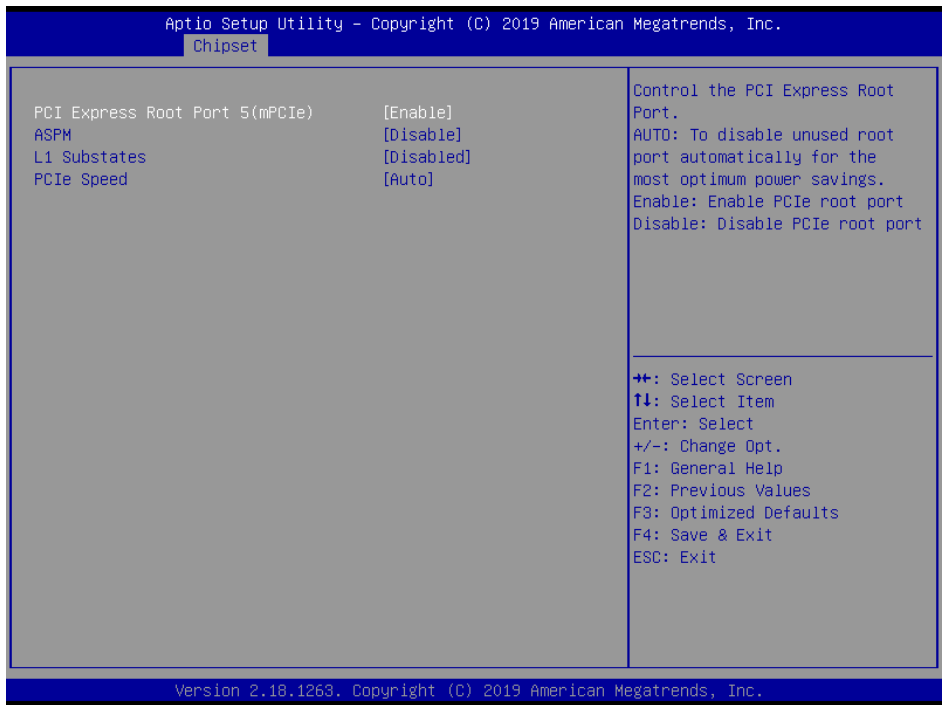 Aptio Setup Utility – Copyright (C) 2019 American Megatrends, Inc.
Chipset
PCI Express Root Port 5(mPCIe) [Enable]
ASPM [Disable]
L1 Substates [Disabled]
PCIe Speed [Auto]
Control the PCI Express Root
Port.
AUTO: To disable unused root
port automatically for the
most optimum power savings.
Enable: Enable PCIe root port
Disable: Disable PCIe root port
→←: Select Screen
↑↓: Select Item
Enter: Select
+/-: Change Opt.
F1: General Help
F2: Previous Values
F3: Optimized Defaults
F4: Save & Exit
ESC: Exit
Version 2.18.1263. Copyright (C) 2019 American Megatrends, Inc.